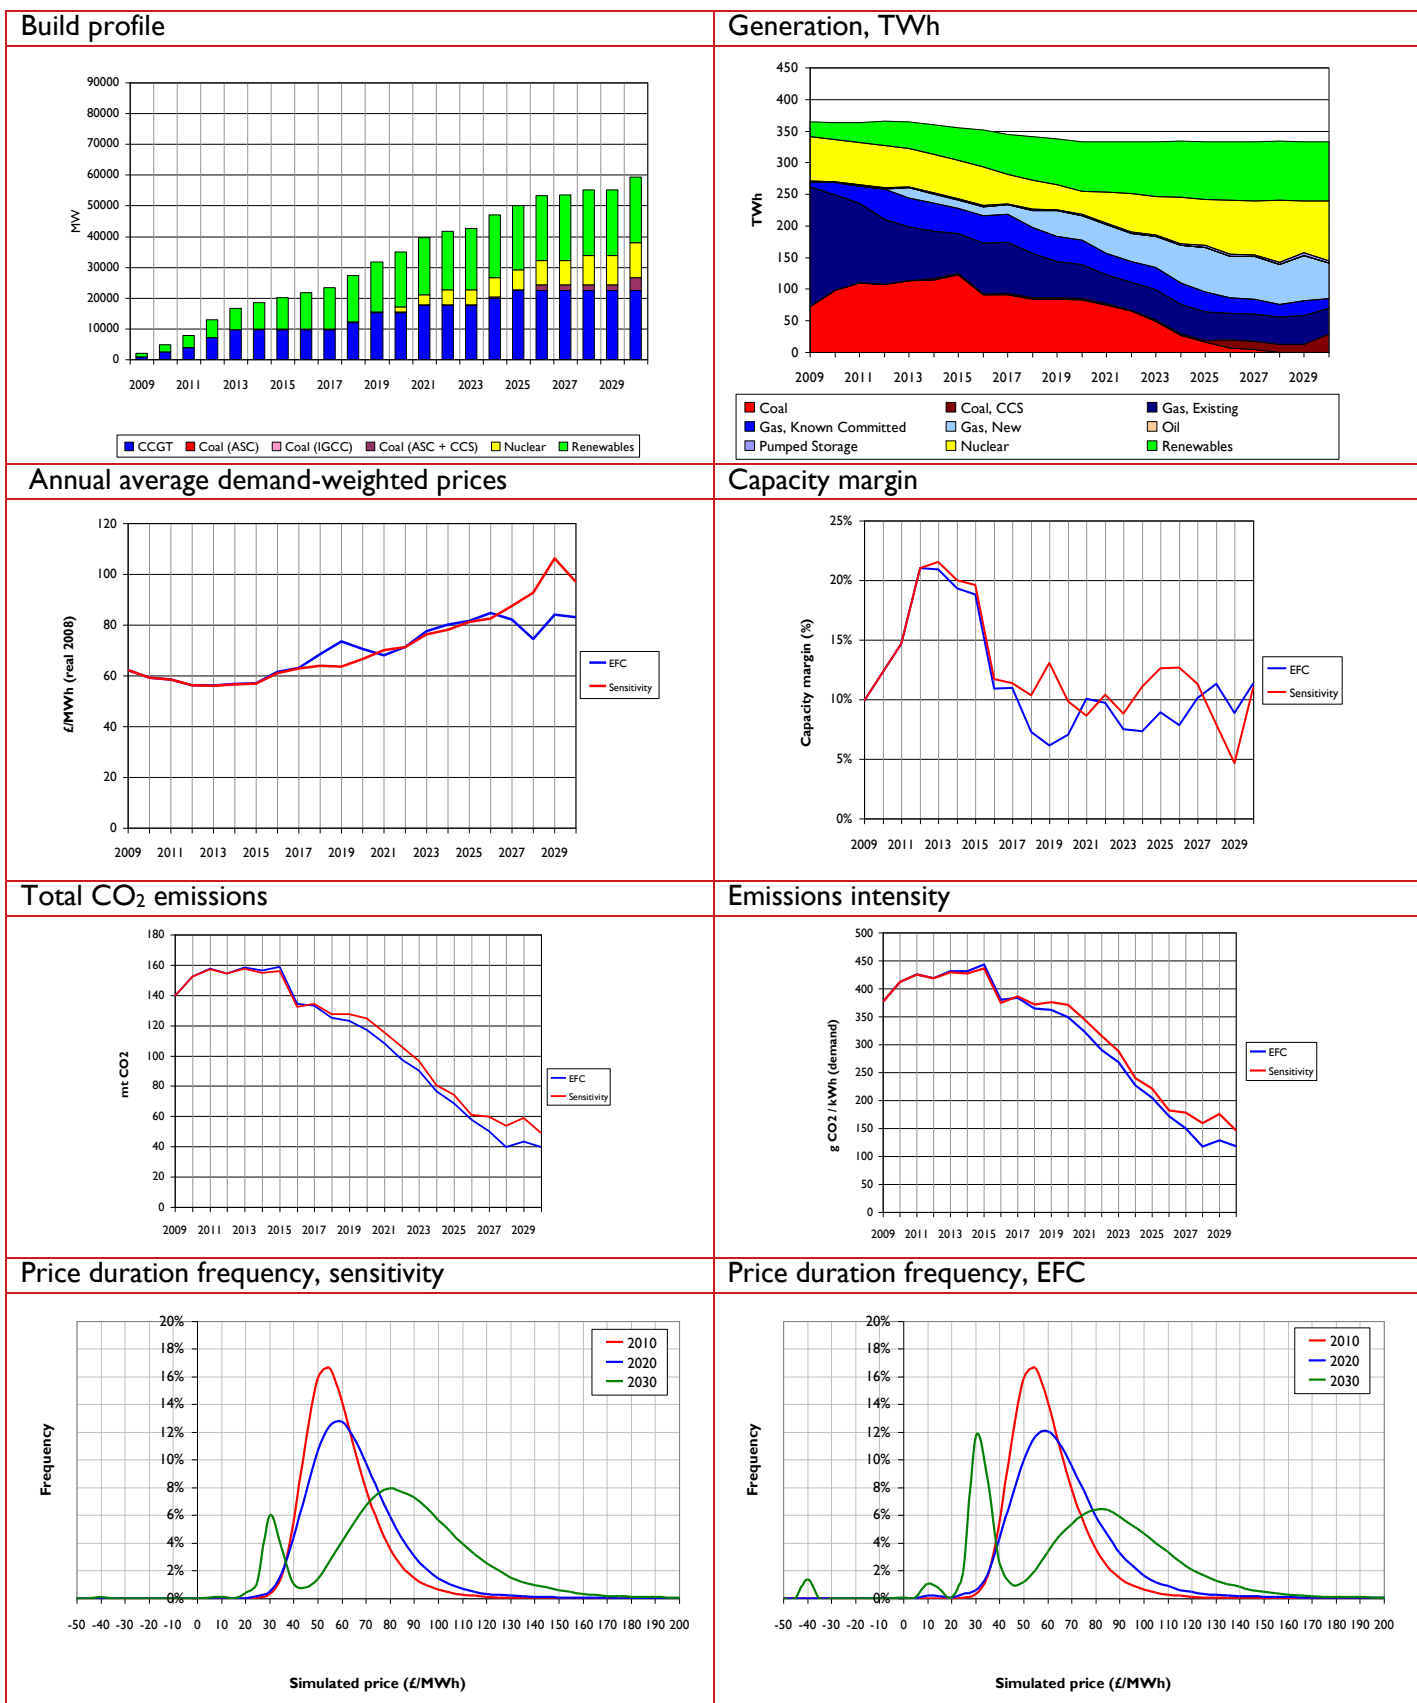 Build profile
90000
80000
70000
60000
50000
40000
30000
20000
10000
0
MW
2009 2011 2013 2015 2017 2019 2021 2023 2025 2027 2029
CCGT Coal (ASC) Coal (IGCC) Coal (ASC + CCS) Nuclear Renewables
Generation, TWh
450
400
350
300
250
200
150
100
50
0
TWh
2009 2011 2013 2015 2017 2019 2021 2023 2025 2027 2029
Coal Coal, CCS Gas, Existing
Gas, Known Committed Gas, New Oil
Pumped Storage Nuclear Renewables
Annual average demand-weighted prices
120
100
80
60
40
20
0
£/MWh (real 2008)
2009 2011 2013 2015 2017 2019 2021 2023 2025 2027 2029
EFC
Sensitivity
Capacity margin
25%
20%
15%
10%
5%
0%
Capacity margin (%)
2009 2011 2013 2015 2017 2019 2021 2023 2025 2027 2029
EFC
Sensitivity
Total CO2 emissions
180
160
140
120
100
80
60
40
20
0
mt CO2
2009 2011 2013 2015 2017 2019 2021 2023 2025 2027 2029
EFC
Sensitivity
Emissions intensity
500
450
400
350
300
250
200
150
100
50
0
g CO2 / kWh (demand)
2009 2011 2013 2015 2017 2019 2021 2023 2025 2027 2029
EFC
Sensitivity
Price duration frequency, sensitivity
20%
18%
16%
14%
12%
10%
8%
6%
4%
2%
0%
Frequency
2010
2020
2030
-50 -40 -30 -20 -10 0 10 20 30 40 50 60 70 80 90 100 110 120 130 140 150 160 170 180 190 200
Simulated price (£/MWh)
Price duration frequency, EFC
20%
18%
16%
14%
12%
10%
8%
6%
4%
2%
0%
Frequency
2010
2020
2030
-50 -40 -30 -20 -10 0 10 20 30 40 50 60 70 80 90 100 110 120 130 140 150 160 170 180 190 200
Simulated price (£/MWh)